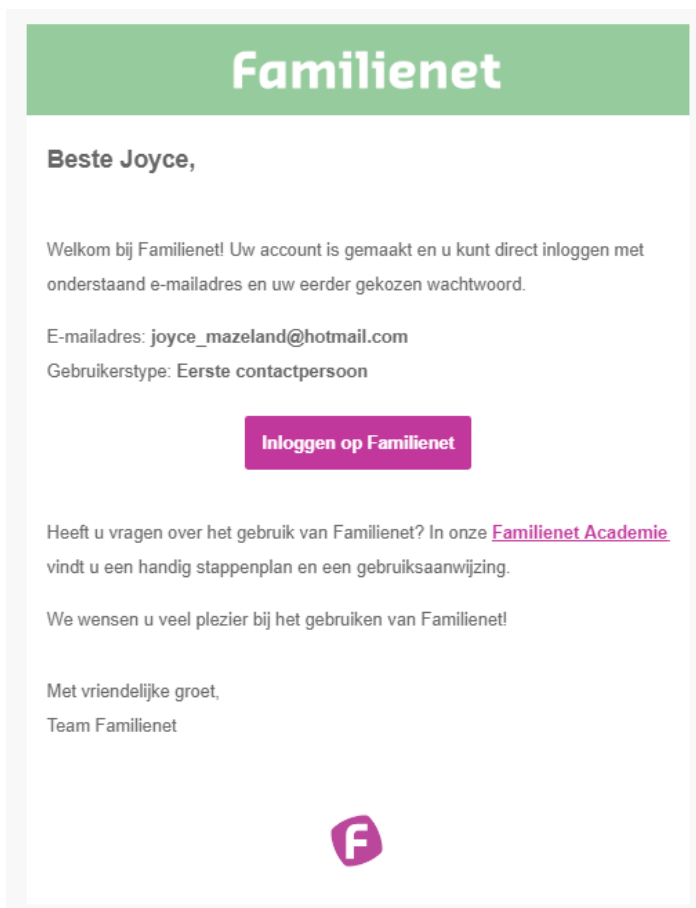 Familienet
Beste Joyce,
Welkom bij Familienet! Uw account is gemaakt en u kunt direct inloggen met
onderstaand e-mailadres en uw eerder gekozen wachtwoord.
E-mailadres: joyce_mazeland@hotmail.com
Gebruikerstype: Eerste contactpersoon
Inloggen op Familienet
Heeft u vragen over het gebruik van Familienet? In onze Familienet Academie
vindt u een handig stappenplan en een gebruiksaanwijzing.
We wensen u veel plezier bij het gebruiken van Familienet!
Met vriendelijke groet,
Team Familienet
F